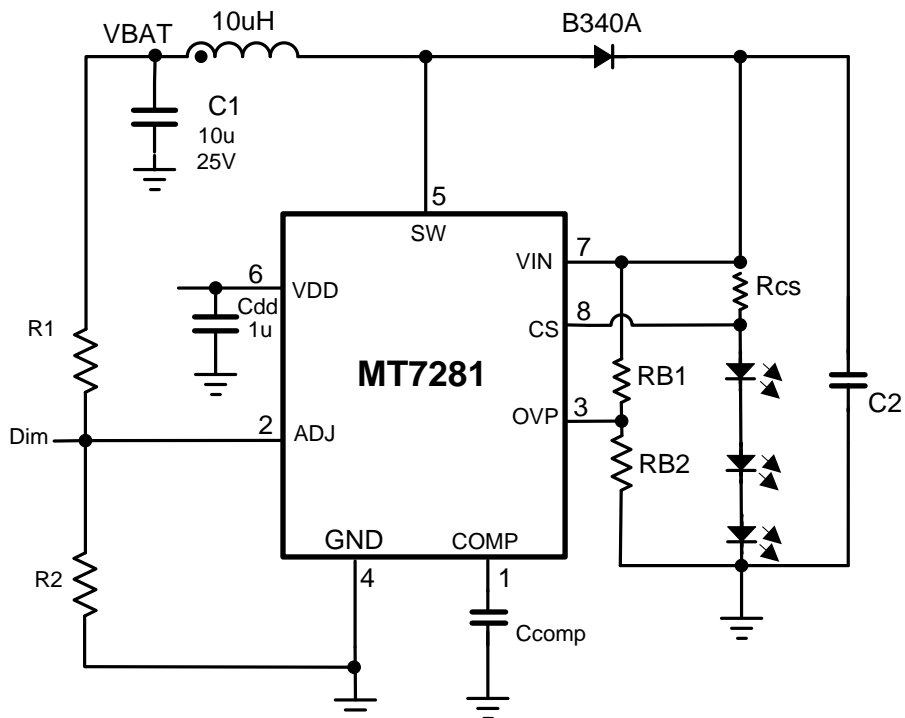 10uH
VBAT
B340A
C1
10u
25V
5
SW
7
VIN
6
VDD
Rcs
Cdd
1u
8
CS
R1
MT7281
RB1
C2
3
OVP
Dim
2
ADJ
RB2
GND
COMP
R2
4
1
Ccomp